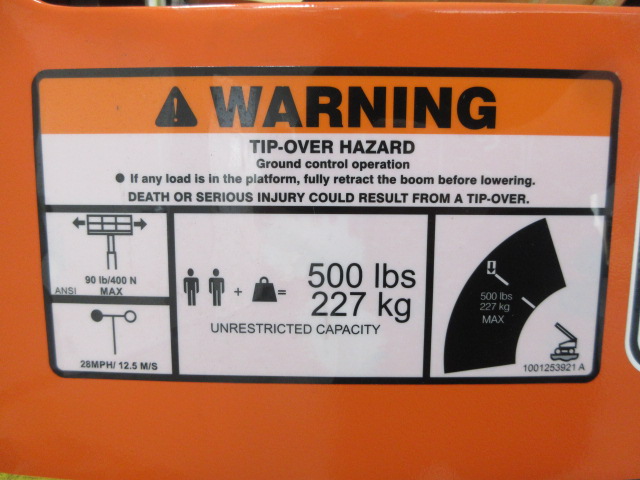 WARNING
TIP-OVER HAZARD
Ground control operation
● If any load is in the platform, fully retract the boom before lowering.
DEATH OR SERIOUS INJURY COULD RESULT FROM A TIP-OVER.
90 lb/400 N
ANSI MAX
28MPH/ 12.5 M/S
+ = 500 lbs
227 kg
UNRESTRICTED CAPACITY
500 lbs
227 kg
MAX
1001253921 A